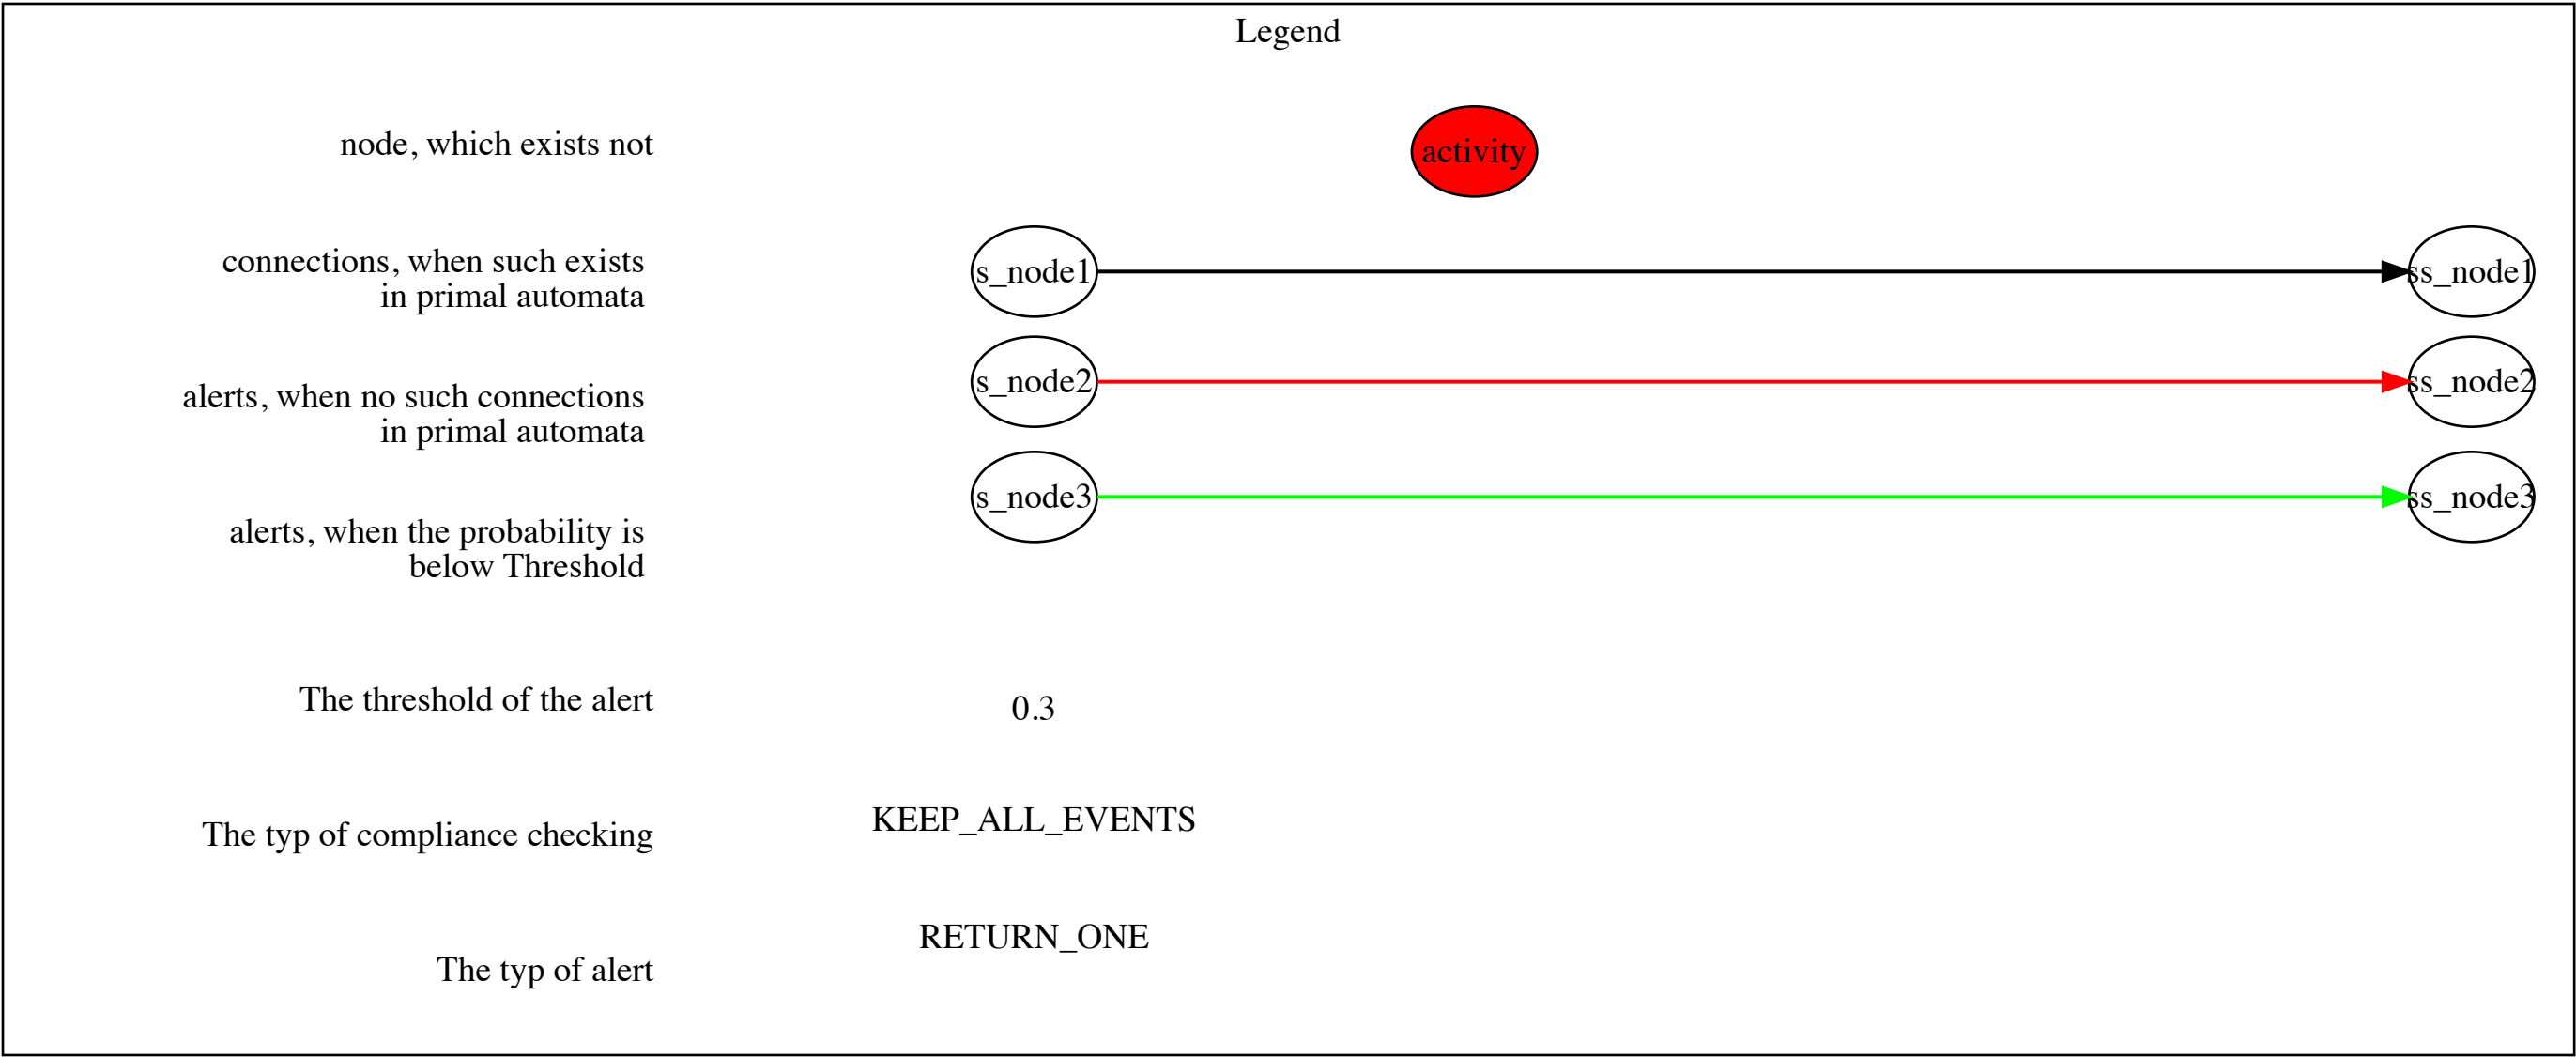 Legend
node, which exists not
activity
connections, when such exists
in primal automata
s_node1
ss_node1
alerts, when no such connections
in primal automata
s_node2
ss_node2
alerts, when the probability is
below Threshold
s_node3
ss_node3
The threshold of the alert
0.3
The typ of compliance checking
KEEP_ALL_EVENTS
The typ of alert
RETURN_ONE